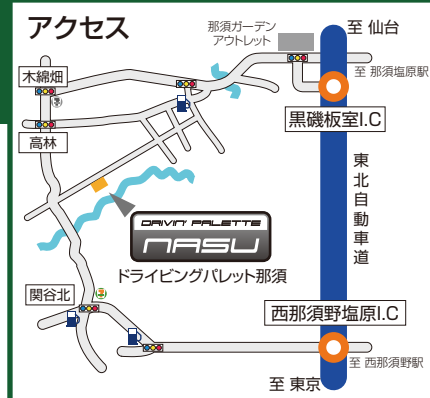 アクセス
那須ガーデン
アウトレット
至 仙台
至 那須塩原駅
木綿畑
黒磯板室I.C
高林
東北自動車道
DRIVIN' PALETTE
NASU
ドライビングパレット那須
関谷北
西那須野塩原I.C
至 西那須野駅
至 東京